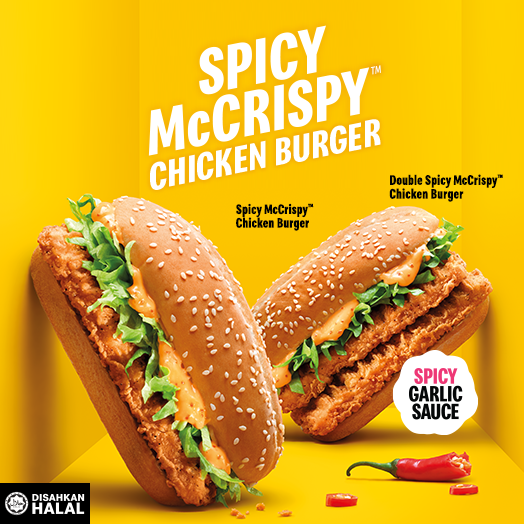 SPICY
McCRISPY™
CHICKEN BURGER
Double Spicy McCrispy™
Chicken Burger
Spicy McCrispy™
Chicken Burger
SPICY
GARLIC
SAUCE
DISAHKAN
HALAL